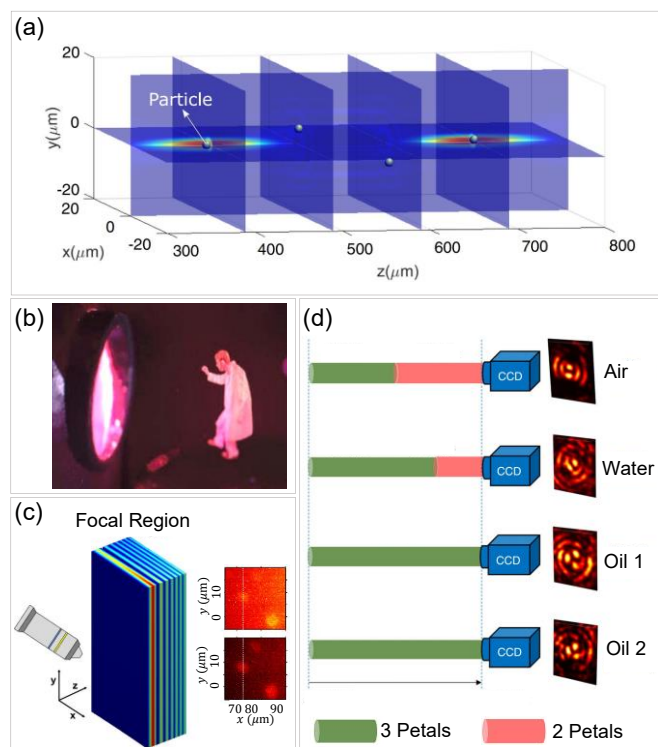 (a)
20
0
-20
y(μm)
Particle
20
0
-20
x(μm)
300
400
500
600
700
800
z(μm)
(b)
(c)
Focal Region
y
z
x
y (μm)
0 10
y (μm)
0 10
70 80 90
x (μm)
(d)
CCD
Air
CCD
Water
CCD
Oil 1
CCD
Oil 2
3 Petals
2 Petals